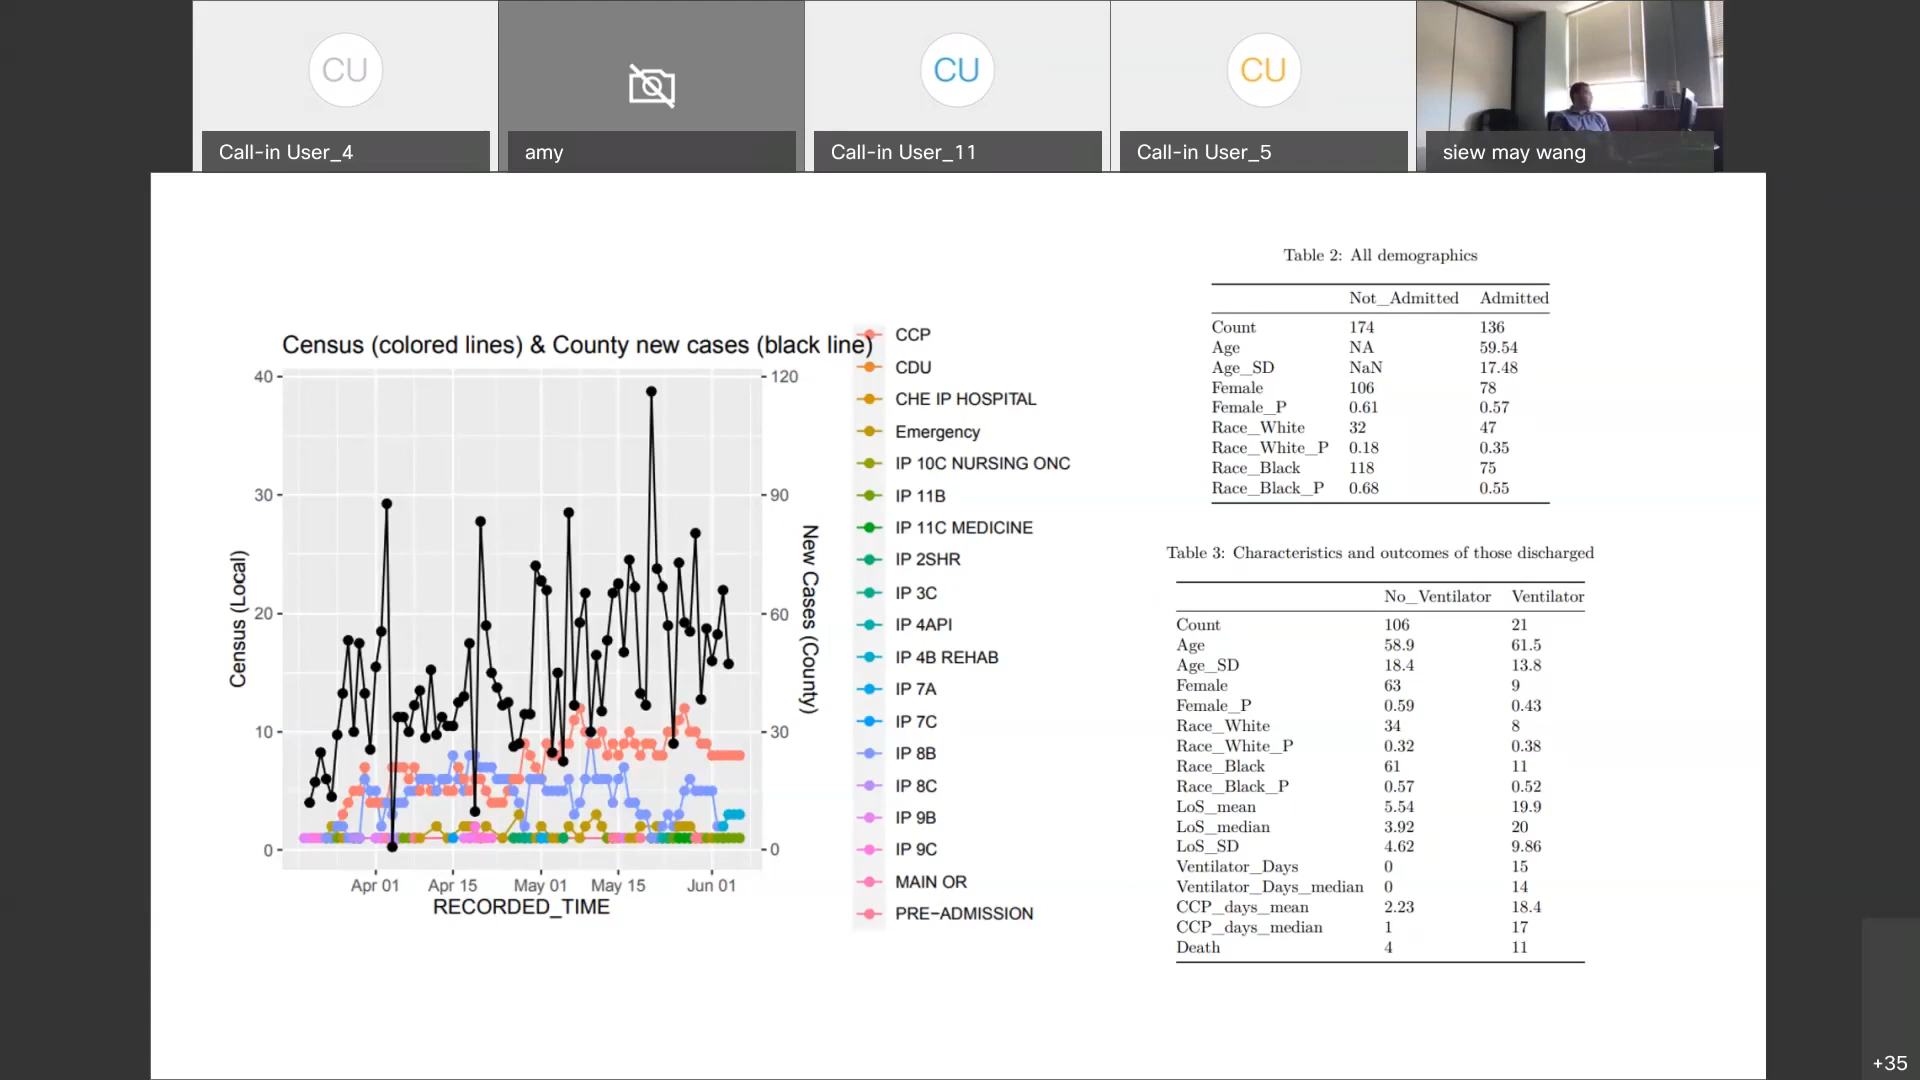 CU
CU
CU
Call-in User_4
amy
Call-in User_11
Call-in User_5
siew may wang
Census (colored lines) & County new cases (black line)
40
30
20
10
0
120
90
60
30
0
Census (Local)
New Cases (County)
Apr 01
Apr 15
May 01
May 15
Jun 01
RECORDED_TIME
CCP
CDU
CHE IP HOSPITAL
Emergency
IP 10C NURSING ONC
IP 11B
IP 11C MEDICINE
IP 2SHR
IP 3C
IP 4API
IP 4B REHAB
IP 7A
IP 7C
IP 8B
IP 8C
IP 9B
IP 9C
MAIN OR
PRE−ADMISSION
Table 2: All demographics
Not_Admitted Admitted
Count 174 136
Age NA 59.54
Age_SD NaN 17.48
Female 106 78
Female_P 0.61 0.57
Race_White 32 47
Race_White_P 0.18 0.35
Race_Black 118 75
Race_Black_P 0.68 0.55
Table 3: Characteristics and outcomes of those discharged
No_Ventilator Ventilator
Count 106 21
Age 58.9 61.5
Age_SD 18.4 13.8
Female 63 9
Female_P 0.59 0.43
Race_White 34 8
Race_White_P 0.32 0.38
Race_Black 61 11
Race_Black_P 0.57 0.52
LoS_mean 5.54 19.9
LoS_median 3.92 20
LoS_SD 4.62 9.86
Ventilator_Days 0 15
Ventilator_Days_median 0 14
CCP_days_mean 2.23 18.4
CCP_days_median 1 17
Death 4 11
+35